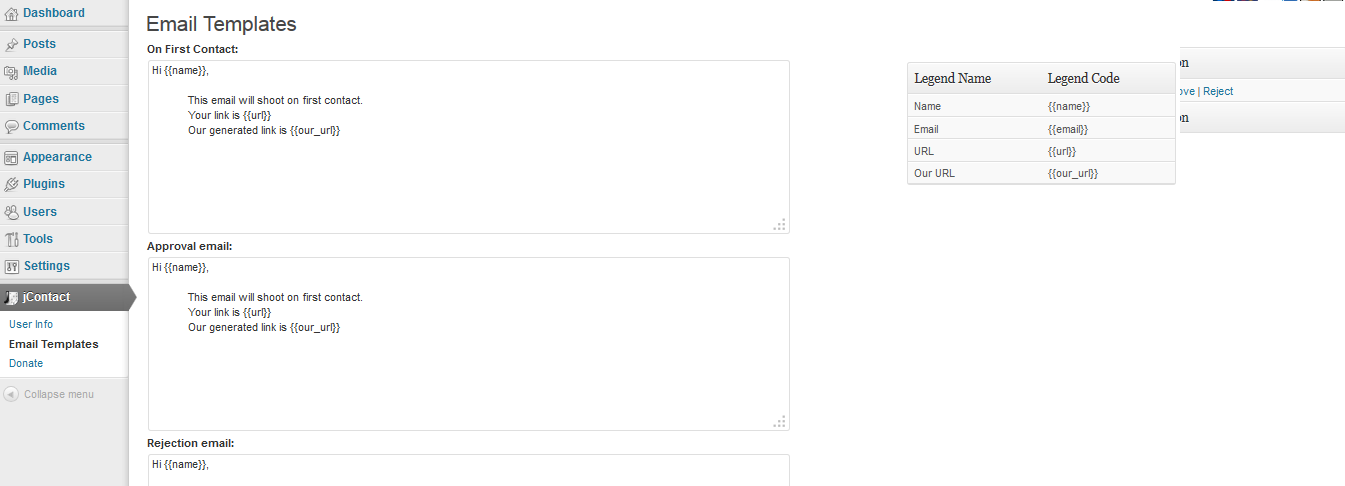 Dashboard
Posts
Media
Pages
Comments
Appearance
Plugins
Users
Tools
Settings
jContact
User Info
Email Templates
Donate
Collapse menu
Email Templates
On First Contact:
Hi {{name}},
This email will shoot on first contact.
Your link is {{url}}
Our generated link is {{our_url}}
Approval email:
Hi {{name}},
This email will shoot on first contact.
Your link is {{url}}
Our generated link is {{our_url}}
Rejection email:
Hi {{name}},
Legend Name Legend Code
Name {{name}}
Email {{email}}
URL {{url}}
Our URL {{our_url}}
on
ove | Reject
on